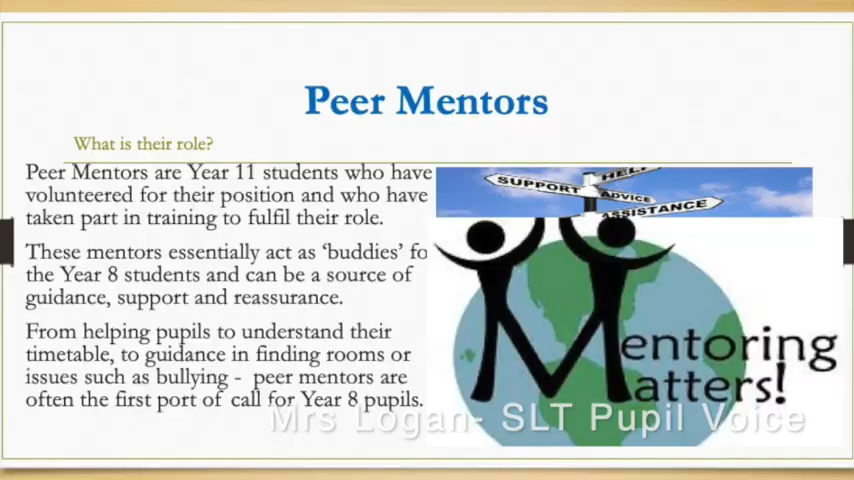 Peer Mentors
What is their role?
Peer Mentors are Year 11 students who have
volunteered for their position and who have
taken part in training to fulfil their role.
These mentors essentially act as ‘buddies’ fo
the Year 8 students and can be a source of
guidance, support and reassurance.
From helping pupils to understand their
timetable, to guidance in finding rooms or
issues such as bullying - peer mentors are
often the first port of call for Year 8 pupils.
HELP
SUPPORT
ADVICE
ASSISTANCE
Mentoring
Matters!
Mrs Logan- SLT Pupil Voice